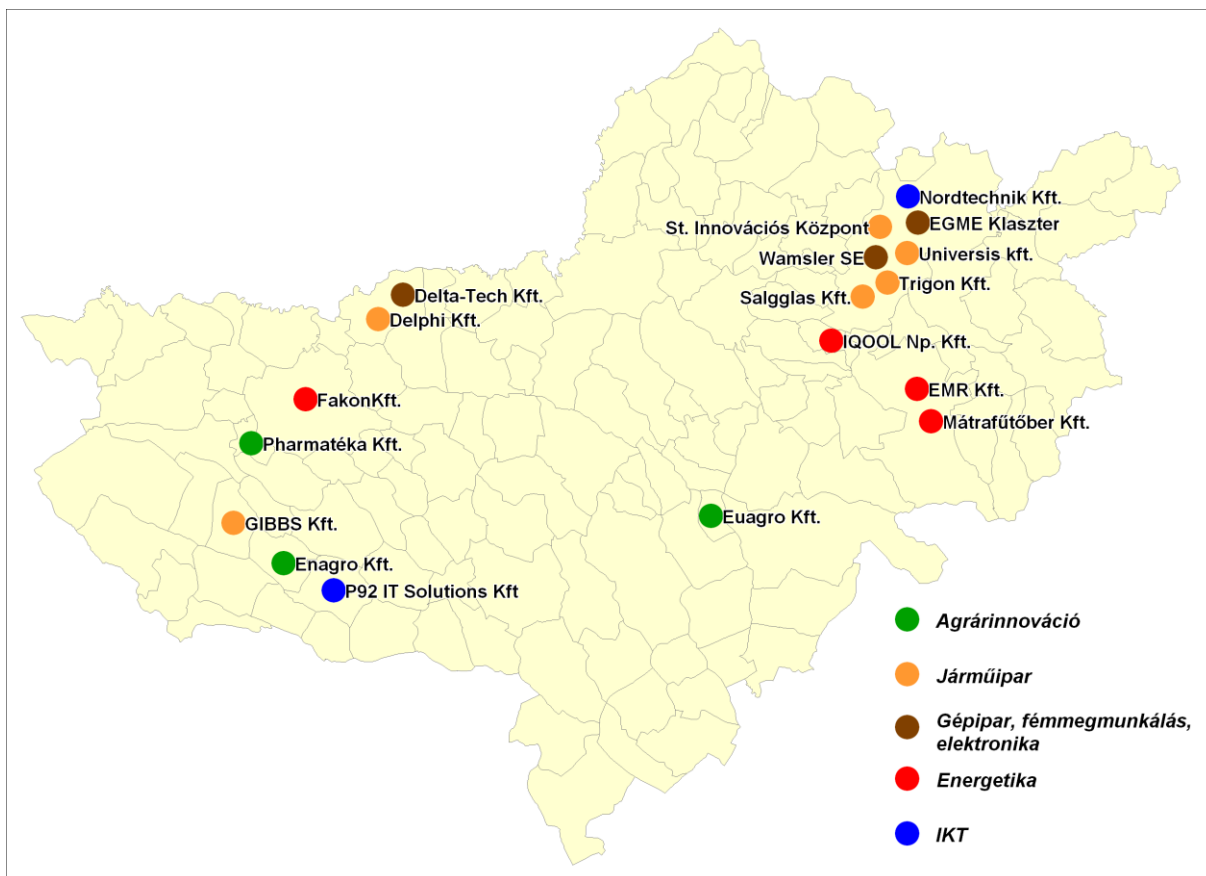 Nordtechnik Kft.
St. Innovációs Központ
EGME Klaszter
Wamsler SE
Universis kft.
Salgglas Kft.
Trigon Kft.
Delta-Tech Kft.
Delphi Kft.
IQOOL Np. Kft.
FakonKft.
EMR Kft.
Mátrafűtőber Kft.
Pharmatéka Kft.
GIBBS Kft.
Euagro Kft.
Enagro Kft.
P92 IT Solutions Kft
Agrárinnováció
Járműipar
Gépipar, fémmegmunkálás,
elektronika
Energetika
IKT